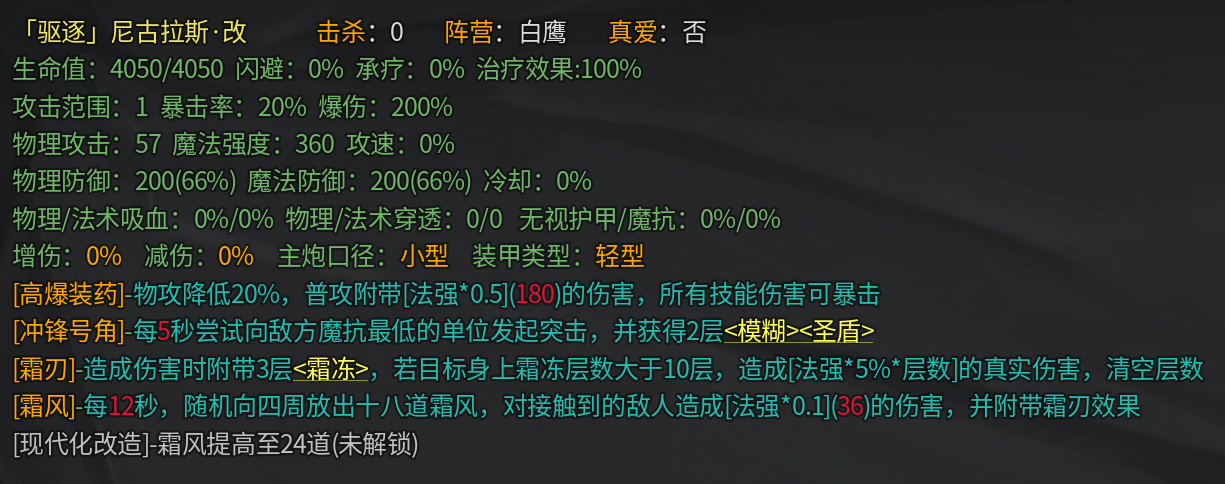 「驱逐」尼古拉斯·改 击杀：0 阵营：白鹰 真爱：否
生命值：4050/4050 闪避：0% 承疗：0% 治疗效果:100%
攻击范围：1 暴击率：20% 爆伤：200%
物理攻击：57 魔法强度：360 攻速：0%
物理防御：200(66%) 魔法防御：200(66%) 冷却：0%
物理/法术吸血：0%/0% 物理/法术穿透：0/0 无视护甲/魔抗：0%/0%
增伤：0% 减伤：0% 主炮口径：小型 装甲类型：轻型
[高爆装药]-物攻降低20%，普攻附带[法强*0.5](180)的伤害，所有技能伤害可暴击
[冲锋号角]-每5秒尝试向敌方魔抗最低的单位发起突击，并获得2层<模糊><圣盾>
[霜刃]-造成伤害时附带3层<霜冻>，若目标身上霜冻层数大于10层，造成[法强*5%*层数]的真实伤害，清空层数
[霜风]-每12秒，随机向四周放出十八道霜风，对接触到的敌人造成[法强*0.1](36)的伤害，并附带霜刃效果
[现代化改造]-霜风提高至24道(未解锁)